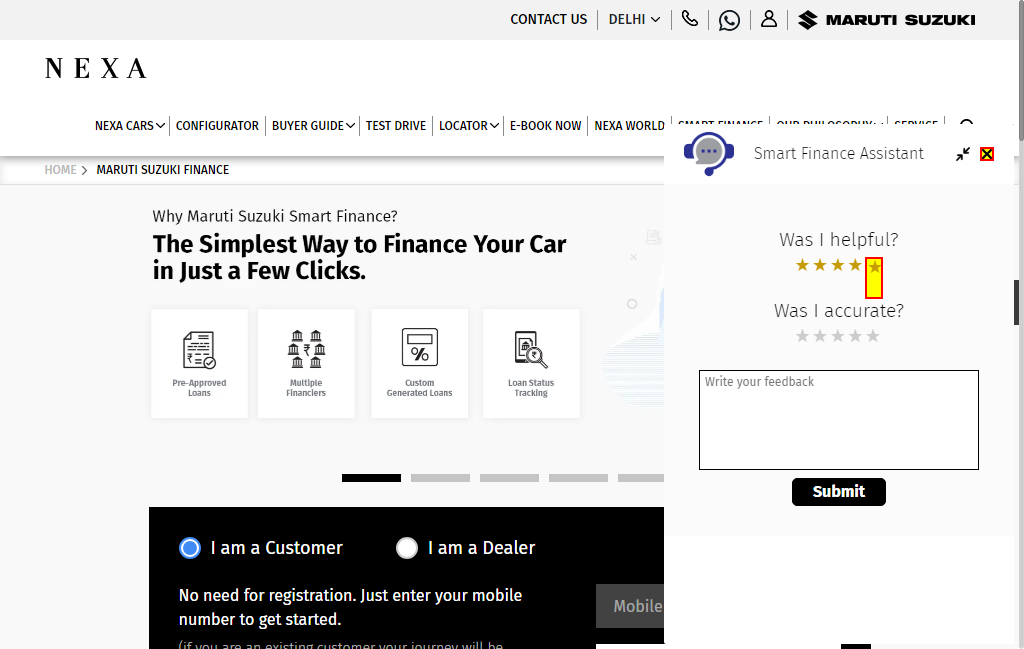 CONTACT US
DELHI
MARUTI SUZUKI
NEXA
NEXA CARS
CONFIGURATOR
BUYER GUIDE
TEST DRIVE
LOCATOR
E-BOOK NOW
NEXA WORLD
SMART FINANCE
OUR PHILOSOPHY
SERVICE
HOME
MARUTI SUZUKI FINANCE
Smart Finance Assistant
Why Maruti Suzuki Smart Finance?
The Simplest Way to Finance Your Car
in Just a Few Clicks.
Pre-Approved
Loans
Multiple
Financiers
Custom
Generated Loans
Loan Status
Tracking
Was I helpful?
Was I accurate?
Write your feedback
Submit
I am a Customer
I am a Dealer
No need for registration. Just enter your mobile
number to get started.
(if you are an existing customer your journey will be
Mobile